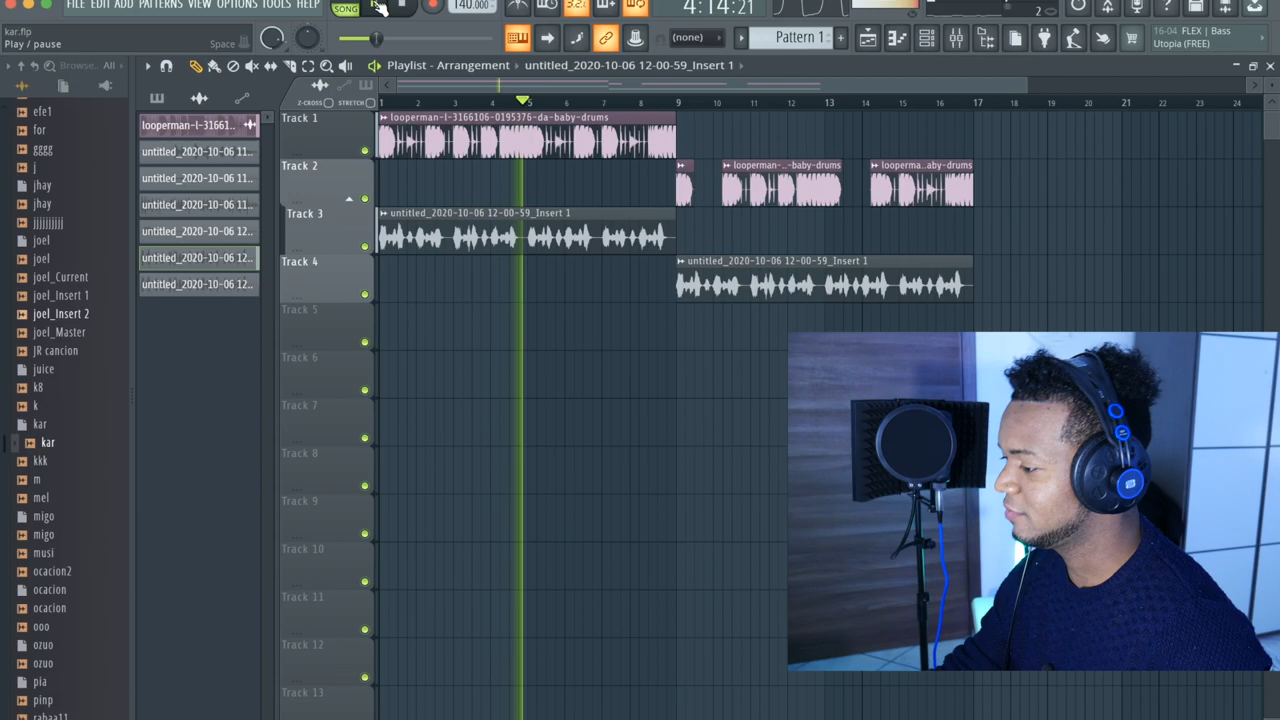 FILE EDIT ADD PATTERNS VIEW OPTIONS TOOLS HELP
SONG
140.000
3.2.
4:14:21
2
kar.flp
Play / pause
Space
(none)
Pattern 1
16-04 FLEX | Bass
Utopia (FREE)
Browse..
All
Playlist - Arrangement
untitled_2020-10-06 12-00-59_Insert 1
Z-CROSS
STRETCH
1 2 3 4 5 6 7 8 9 10 11 12 13 14 15 16 17 18 19 20 21 22 23 24
efe1
for
gggg
j
jhay
jhay
jjjjjjjjjj
joel
joel
joel_Current
joel_Insert 1
joel_Insert 2
joel_Master
JR cancion
juice
k8
k
kar
kar
kkk
m
mel
migo
migo
musi
ocacion2
ocacion
ocacion
ooo
ozuo
ozuo
pia
pinp
rabaa11
looperman-l-31661..
untitled_2020-10-06 11..
untitled_2020-10-06 11..
untitled_2020-10-06 11..
untitled_2020-10-06 12..
untitled_2020-10-06 12..
untitled_2020-10-06 12..
Track 1
looperman-l-3166106-0195376-da-baby-drums
Track 2
looperman-..-baby-drums
looperma..aby-drums
Track 3
untitled_2020-10-06 12-00-59_Insert 1
Track 4
untitled_2020-10-06 12-00-59_Insert 1
Track 5
Track 6
Track 7
Track 8
Track 9
Track 10
Track 11
Track 12
Track 13